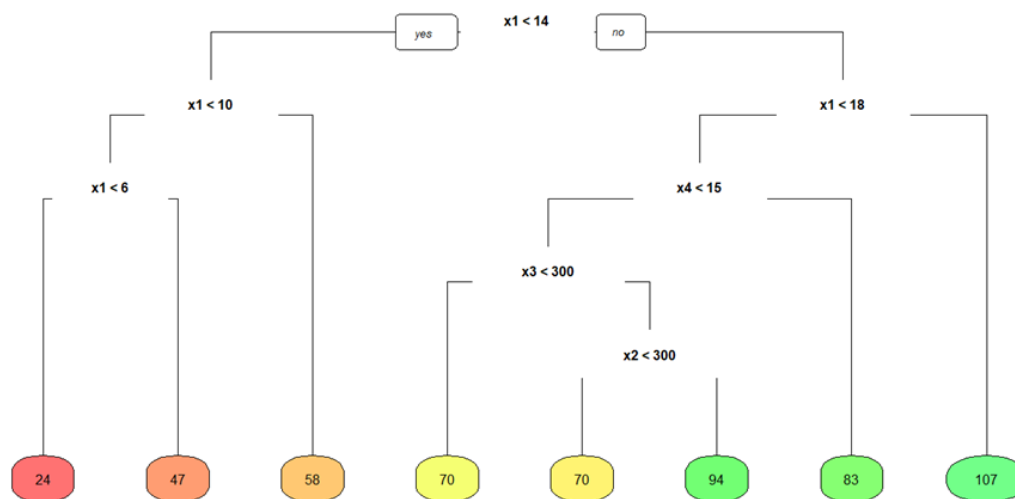 x1 < 14
yes
no
x1 < 10
x1 < 18
x1 < 6
x4 < 15
x3 < 300
x2 < 300
24
47
58
70
70
94
83
107